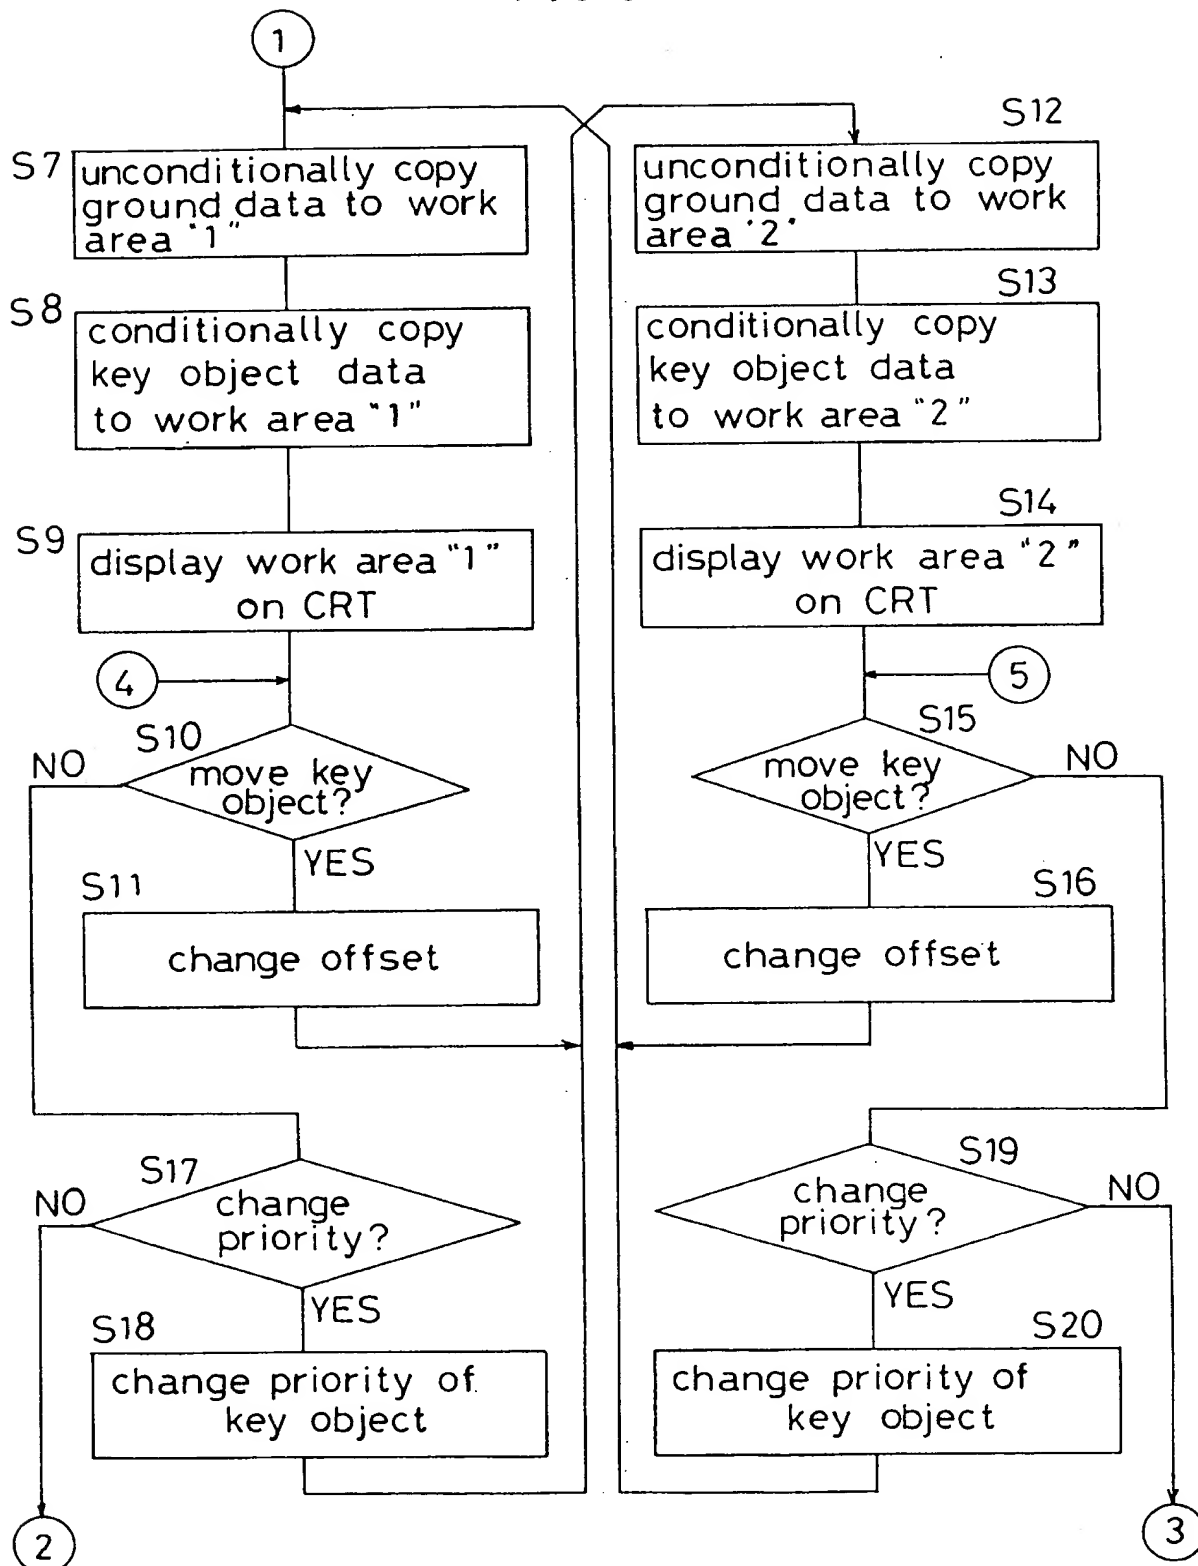 1
S7
unconditionally copy
ground data to work
area "1"
S8
conditionally copy
key object data
to work area "1"
S9
display work area "1"
on CRT
4
S10
NO
move key
object?
YES
S11
change offset
S17
NO
change
priority?
YES
S18
change priority of
key object
2
S12
unconditionally copy
ground data to work
area "2"
S13
conditionally copy
key object data
to work area "2"
S14
display work area "2"
on CRT
5
S15
NO
move key
object?
YES
S16
change offset
S19
NO
change
priority?
YES
S20
change priority of
key object
3